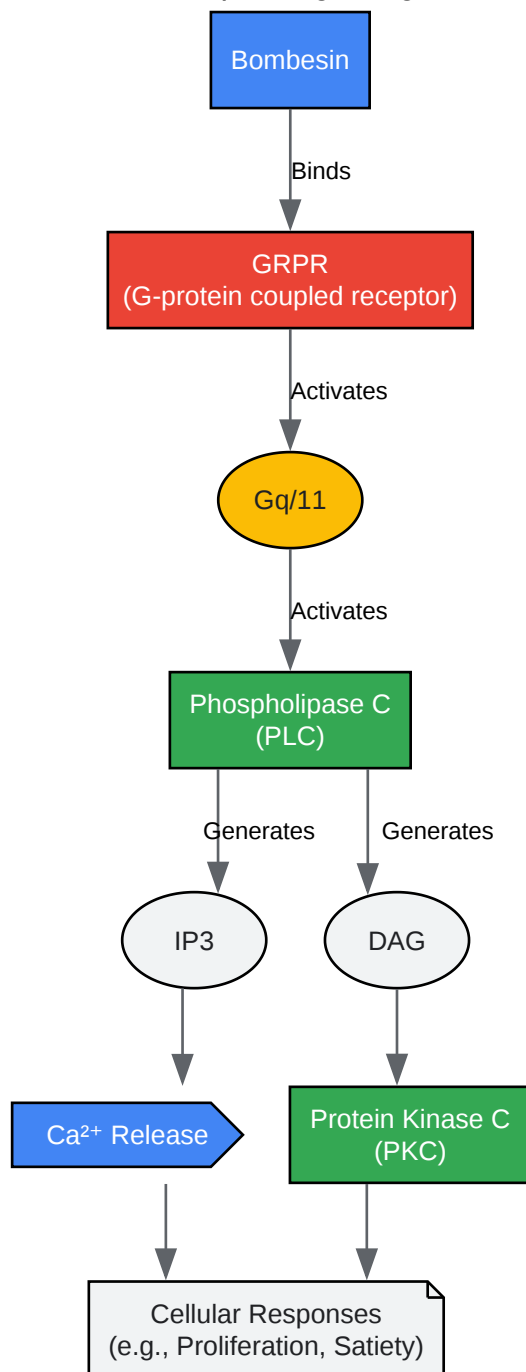 Bombesin
Binds
GRPR
(G-protein coupled receptor)
Activates
Gq/11
Activates
Phospholipase C
(PLC)
Generates
Generates
IP3
DAG
Ca²⁺ Release
Protein Kinase C
(PKC)
Cellular Responses
(e.g., Proliferation, Satiety)